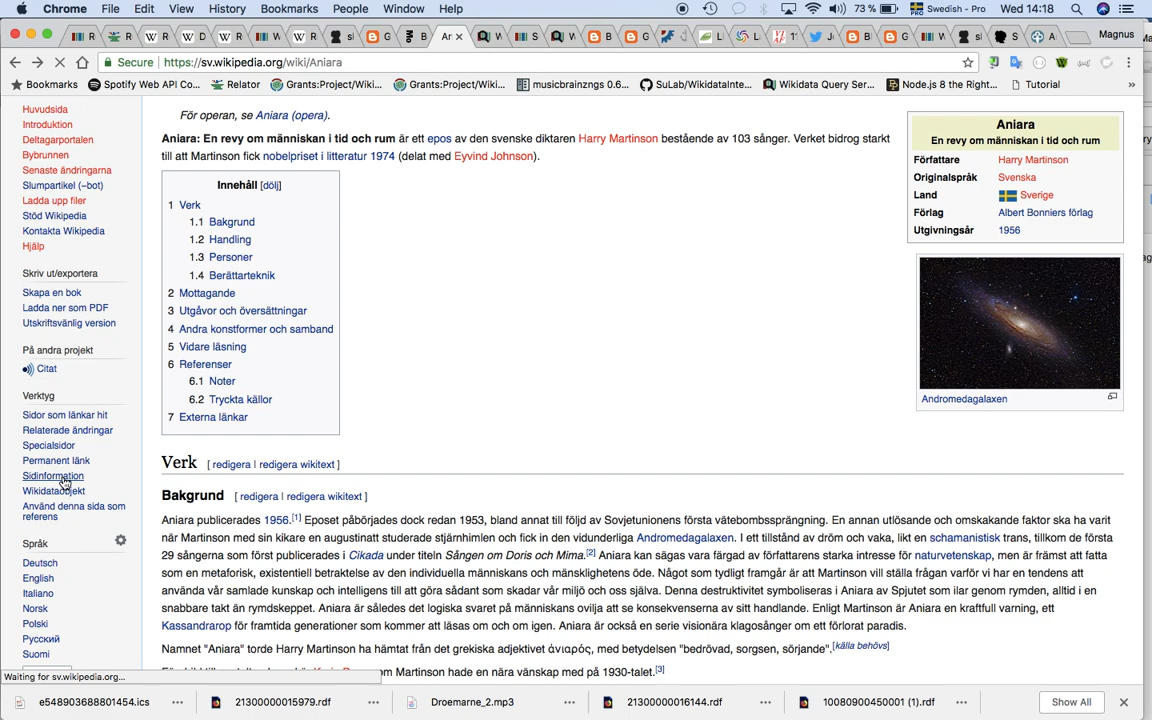 Chrome File Edit View History Bookmarks People Window Help 73 % Swedish - Pro Wed 14:18
Magnus
Secure https://sv.wikipedia.org/wiki/Aniara
Bookmarks Spotify Web API Co... Relator Grants:Project/Wiki... Grants:Project/Wiki... musicbrainzngs 0.6... SuLab/WikidataInte... Wikidata Query Ser... Node.js 8 the Right... Tutorial »
Huvudsida
Introduktion
Deltagarportalen
Bybrunnen
Senaste ändringarna
Slumpartikel (−bot)
Ladda upp filer
Stöd Wikipedia
Kontakta Wikipedia
Hjälp
Skriv ut/exportera
Skapa en bok
Ladda ner som PDF
Utskriftsvänlig version
På andra projekt
Citat
Verktyg
Sidor som länkar hit
Relaterade ändringar
Specialsidor
Permanent länk
Sidinformation
Wikidataobjekt
Använd denna sida som
referens
Språk
Deutsch
English
Italiano
Norsk
Polski
Русский
Suomi
För operan, se Aniara (opera).
Aniara: En revy om människan i tid och rum är ett epos av den svenske diktaren Harry Martinson bestående av 103 sånger. Verket bidrog starkt
till att Martinson fick nobelpriset i litteratur 1974 (delat med Eyvind Johnson).
Innehåll [dölj]
1 Verk
1.1 Bakgrund
1.2 Handling
1.3 Personer
1.4 Berättarteknik
2 Mottagande
3 Utgåvor och översättningar
4 Andra konstformer och samband
5 Vidare läsning
6 Referenser
6.1 Noter
6.2 Tryckta källor
7 Externa länkar
Aniara
En revy om människan i tid och rum
Författare Harry Martinson
Originalspråk Svenska
Land Sverige
Förlag Albert Bonniers förlag
Utgivningsår 1956
Andromedagalaxen
Verk [ redigera | redigera wikitext ]
Bakgrund [ redigera | redigera wikitext ]
Aniara publicerades 1956.[1] Eposet påbörjades dock redan 1953, bland annat till följd av Sovjetunionens första vätebombssprängning. En annan utlösande och omskakande faktor ska ha varit
när Martinson med sin kikare en augustinatt studerade stjärnhimlen och fick in den vidunderliga Andromedagalaxen. I ett tillstånd av dröm och vaka, likt en schamanistisk trans, tillkom de första
29 sångerna som först publicerades i Cikada under titeln Sången om Doris och Mima.[2] Aniara kan sägas vara färgad av författarens starka intresse för naturvetenskap, men är främst att fatta
som en metaforisk, existentiell betraktelse av den individuella människans och mänsklighetens öde. Något som tydligt framgår är att Martinson vill ställa frågan varför vi har en tendens att
använda vår samlade kunskap och intelligens till att göra sådant som skadar vår miljö och oss själva. Denna destruktivitet symboliseras i Aniara av Spjutet som ilar genom rymden, alltid i en
snabbare takt än rymdskeppet. Aniara är således det logiska svaret på människans ovilja att se konsekvenserna av sitt handlande. Enligt Martinson är Aniara en kraftfull varning, ett
Kassandrarop för framtida generationer som kommer att läsas om och om igen. Aniara är också en serie visionära klagosånger om ett förlorat paradis.
Namnet "Aniara" torde Harry Martinson ha hämtat från det grekiska adjektivet ἀνιαρός, med betydelsen "bedrövad, sorgsen, sörjande".[källa behövs]
om Martinson hade en nära vänskap med på 1930-talet.[3]
Waiting for sv.wikipedia.org...
e548903688801454.ics 21300000015979.rdf Droemarne_2.mp3 21300000016144.rdf 10080900450001 (1).rdf Show All